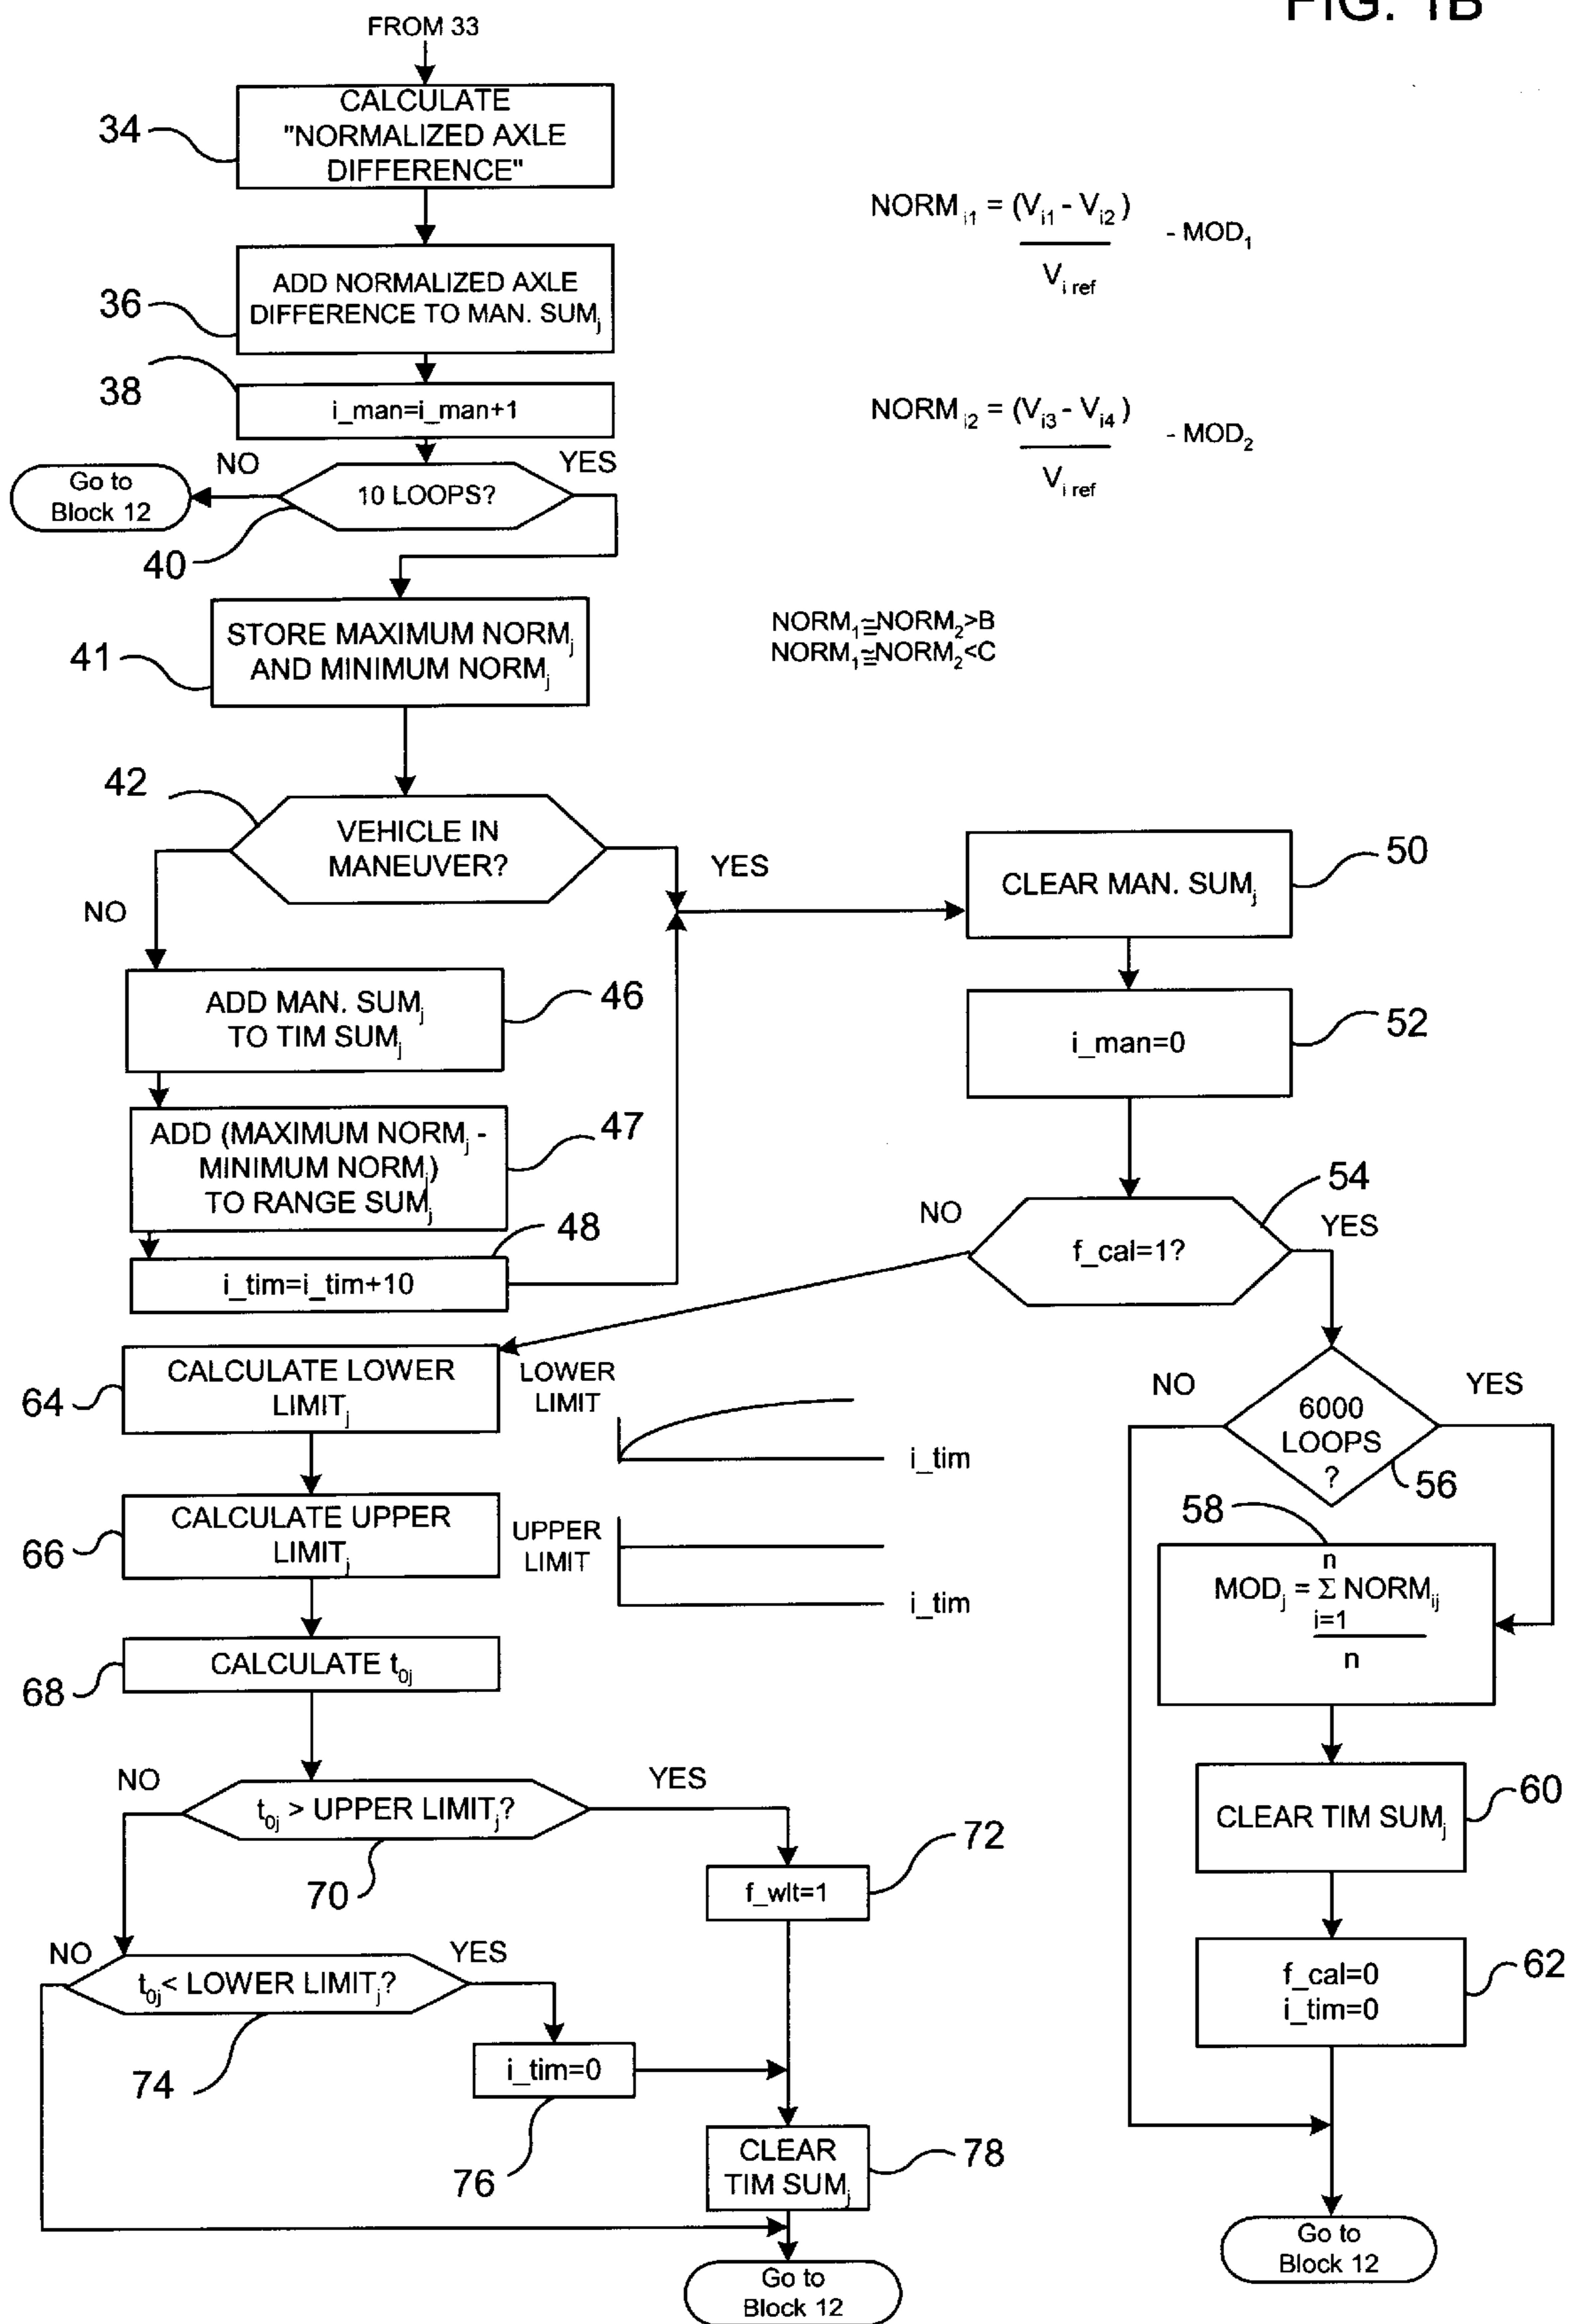 FIG. 1B
FROM 33
34
CALCULATE
"NORMALIZED AXLE
DIFFERENCE"
NORM i1 = (Vi1 - Vi2)
- MOD1
Vi ref
36
ADD NORMALIZED AXLE
DIFFERENCE TO MAN. SUMj
38
i_man=i_man+1
NORM i2 = (Vi3 - Vi4)
- MOD2
Vi ref
NO
YES
Go to
Block 12
10 LOOPS?
40
41
STORE MAXIMUM NORMj
AND MINIMUM NORMj
NORM1≅NORM2>B
NORM1≅NORM2<C
42
VEHICLE IN
MANEUVER?
YES
NO
CLEAR MAN. SUMj
50
ADD MAN. SUMj
TO TIM SUMj
46
i_man=0
52
ADD (MAXIMUM NORMj -
MINIMUM NORMj)
TO RANGE SUMj
47
48
i_tim=i_tim+10
54
NO
YES
f_cal=1?
64
CALCULATE LOWER
LIMITj
LOWER
LIMIT
i_tim
NO
YES
6000
LOOPS
?
56
66
CALCULATE UPPER
LIMITj
UPPER
LIMIT
i_tim
58
n
MODj = Σ NORMij
i=1
n
68
CALCULATE t0j
NO
YES
t0j > UPPER LIMITj?
70
72
f_wlt=1
CLEAR TIM SUMj
60
NO
YES
t0j< LOWER LIMITj?
74
i_tim=0
76
f_cal=0
i_tim=0
62
CLEAR
TIM SUMj
78
Go to
Block 12
Go to
Block 12